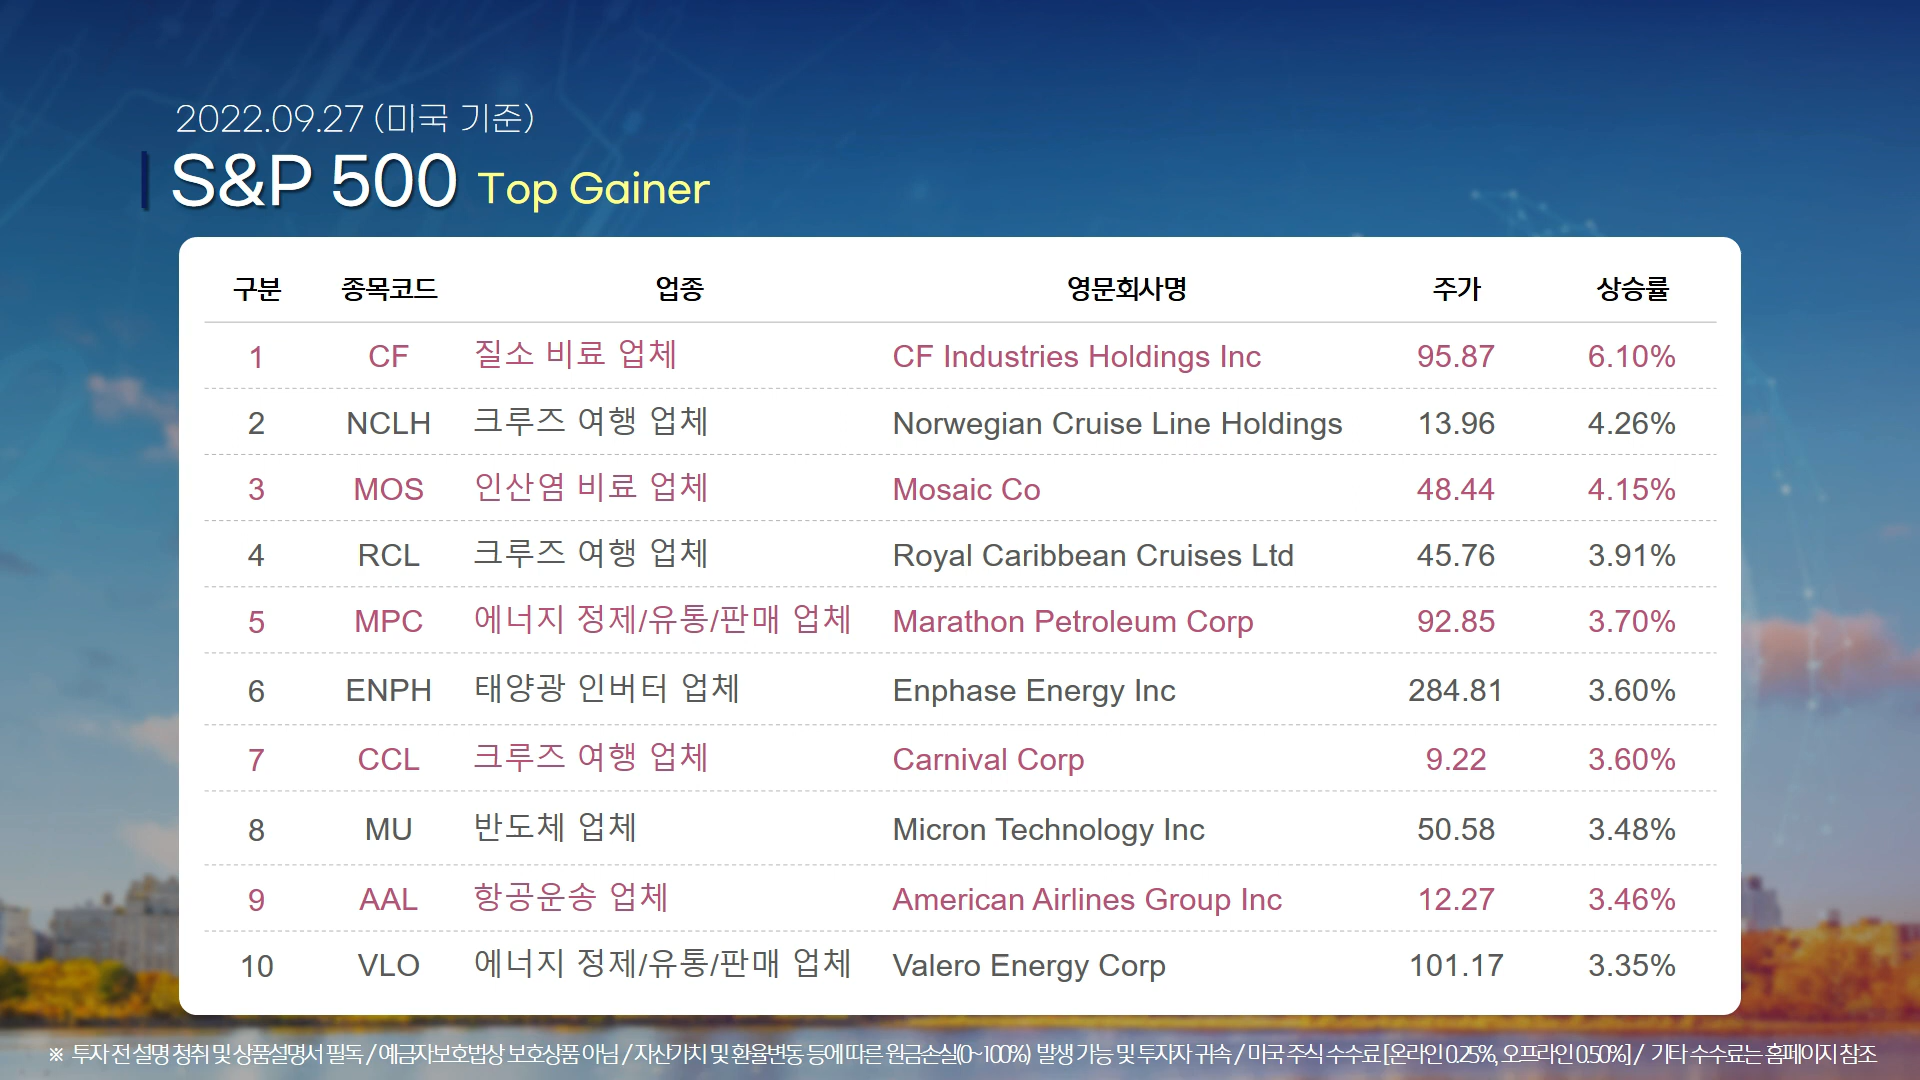 2022.09.27 (미국 기준)
S&P 500 Top Gainer
구분 종목코드 업종 영문회사명 주가 상승률
1 CF 질소 비료 업체 CF Industries Holdings Inc 95.87 6.10%
2 NCLH 크루즈 여행 업체 Norwegian Cruise Line Holdings 13.96 4.26%
3 MOS 인산염 비료 업체 Mosaic Co 48.44 4.15%
4 RCL 크루즈 여행 업체 Royal Caribbean Cruises Ltd 45.76 3.91%
5 MPC 에너지 정제/유통/판매 업체 Marathon Petroleum Corp 92.85 3.70%
6 ENPH 태양광 인버터 업체 Enphase Energy Inc 284.81 3.60%
7 CCL 크루즈 여행 업체 Carnival Corp 9.22 3.60%
8 MU 반도체 업체 Micron Technology Inc 50.58 3.48%
9 AAL 항공운송 업체 American Airlines Group Inc 12.27 3.46%
10 VLO 에너지 정제/유통/판매 업체 Valero Energy Corp 101.17 3.35%
※ 투자 전 설명 청취 및 상품설명서 필독 / 예금자보호법상 보호상품 아님 / 자산가치 및 환율변동 등에 따른 원금손실(0~100%) 발생 가능 및 투자자 귀속 / 미국 주식 수수료 [온라인 0.25%, 오프라인 0.50%] / 기타 수수료는 홈페이지 참조